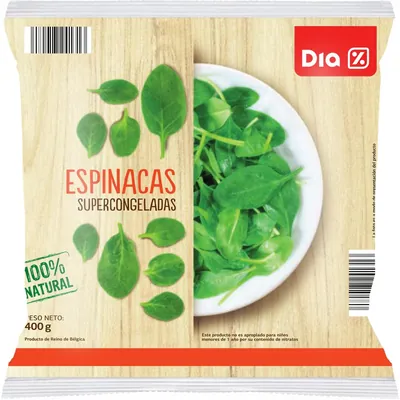 Dia %
ESPINACAS
SUPERCONGELADAS
100%
NATURAL
PESO NETO:
400 g
Producto de Reino de Bélgica
Este producto no es apropiado para niños
menores de 1 año por su contenido de nitratos